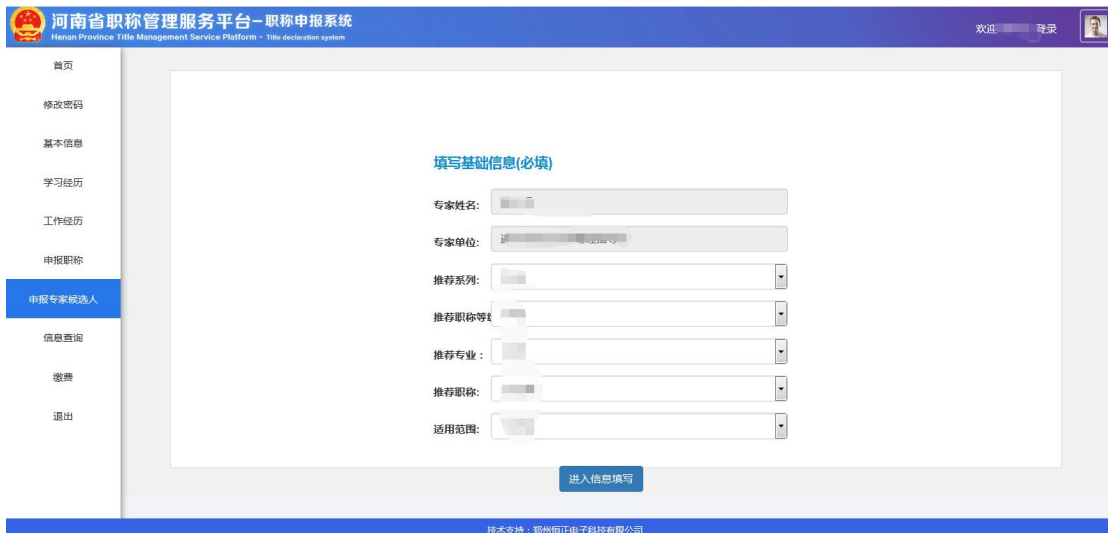 河南省职称管理服务平台-职称申报系统
Henan Province Title Management Service Platform - Title declaration system
欢迎 登录
首页
修改密码
基本信息
学习经历
工作经历
申报职称
申报专家候选人
信息查询
缴费
退出
填写基础信息(必填)
专家姓名:
专家单位:
推荐系列:
推荐职称等级
推荐专业：
推荐职称:
适用范围:
进入信息填写
技术支持：郑州恒正电子科技有限公司